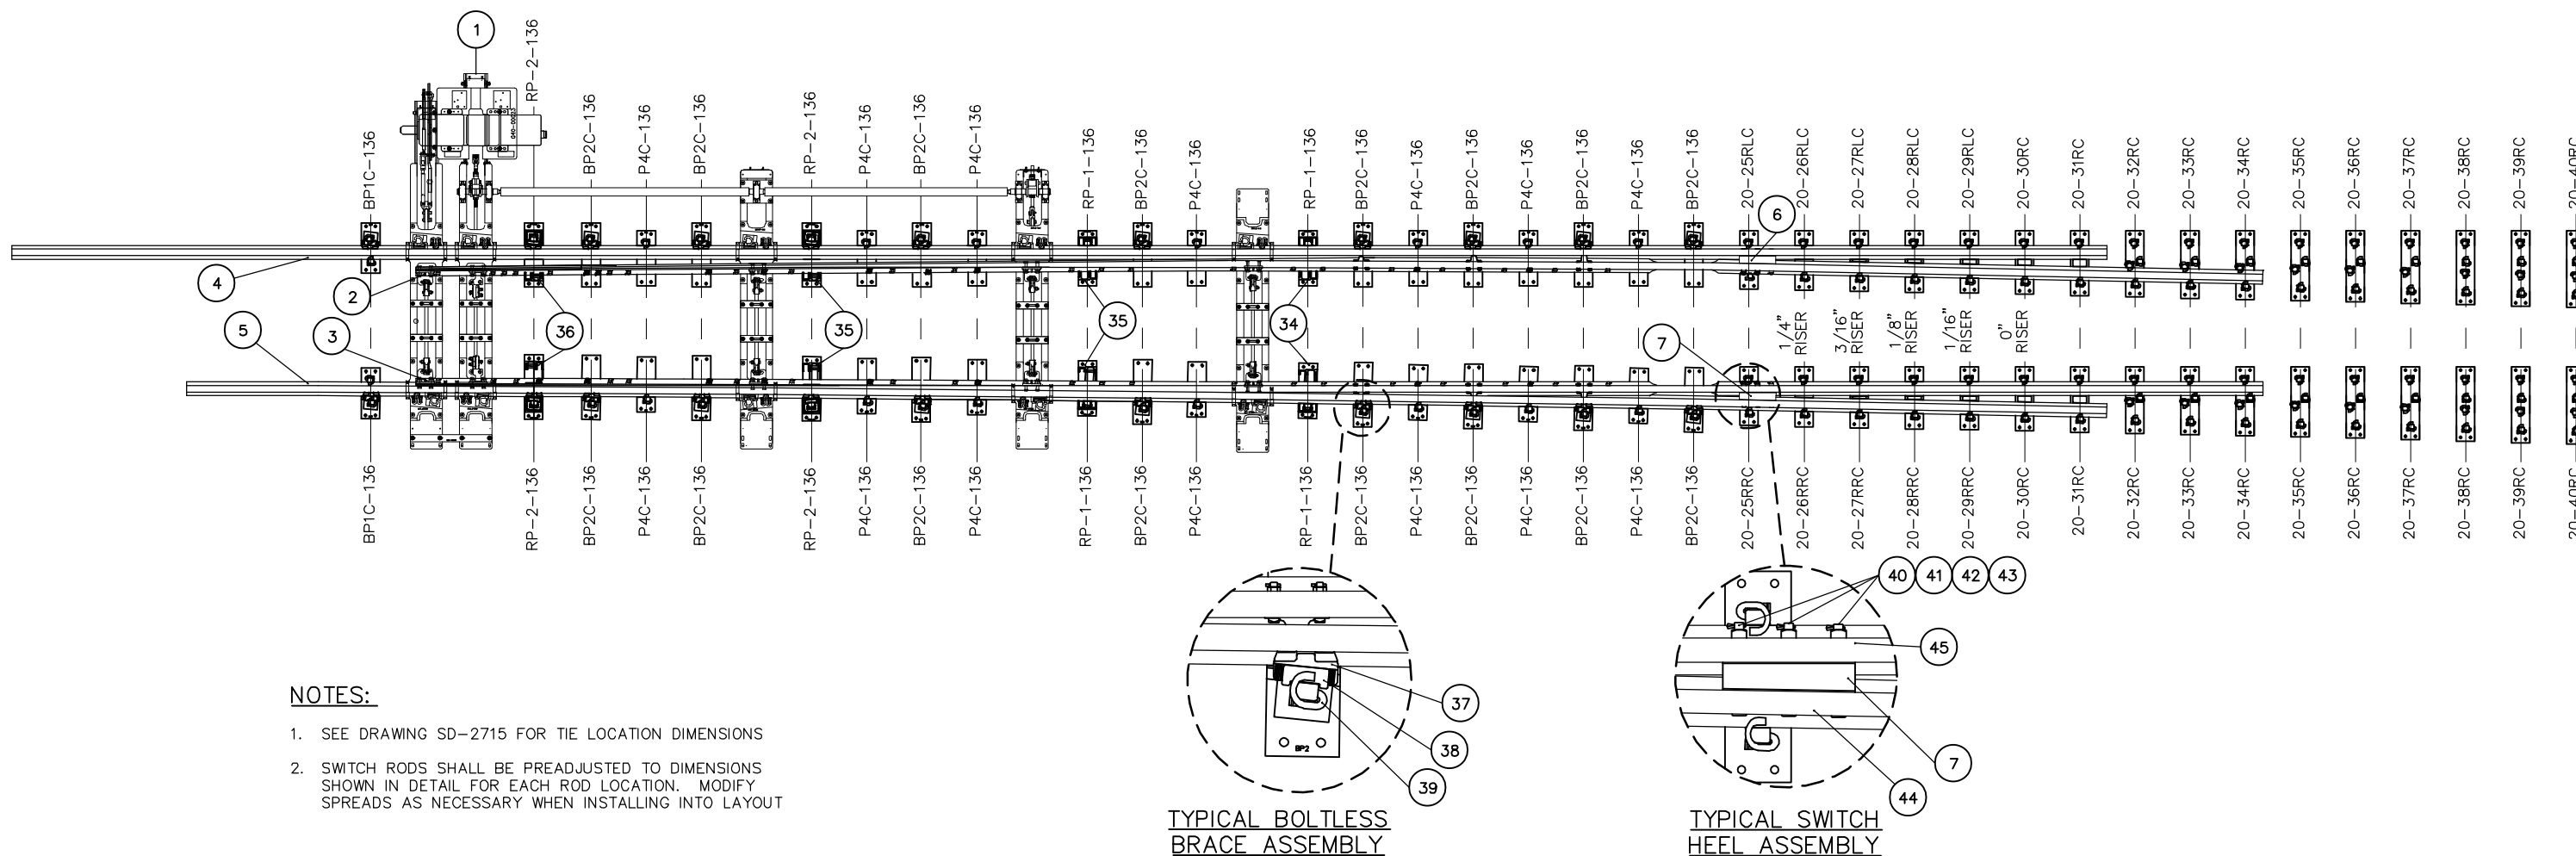 1
RP-2-136
BP1C-136
BP2C-136
P4C-136
BP2C-136
RP-2-136
P4C-136
BP2C-136
P4C-136
RP-1-136
BP2C-136
P4C-136
RP-1-136
BP2C-136
P4C-136
BP2C-136
P4C-136
BP2C-136
P4C-136
BP2C-136
20-25RLC
20-26RLC
20-27RLC
20-28RLC
20-29RLC
20-30RC
20-31RC
20-32RC
20-33RC
20-34RC
20-35RC
20-36RC
20-37RC
20-38RC
20-39RC
20-40RC
6
4
2
5
3
36
35
35
34
7
1/4"
RISER
3/16"
RISER
1/8"
RISER
1/16"
RISER
0"
RISER
BP1C-136
RP-2-136
BP2C-136
P4C-136
BP2C-136
RP-2-136
P4C-136
BP2C-136
P4C-136
RP-1-136
BP2C-136
P4C-136
RP-1-136
BP2C-136
P4C-136
BP2C-136
P4C-136
BP2C-136
P4C-136
BP2C-136
20-25RRC
20-26RRC
20-27RRC
20-28RRC
20-29RRC
20-30RC
20-31RC
20-32RC
20-33RC
20-34RC
20-35RC
20-36RC
20-37RC
20-38RC
20-39RC
20-40RC
40 41 42 43
45
37
38
39
BP2
7
44
NOTES:
1. SEE DRAWING SD-2715 FOR TIE LOCATION DIMENSIONS
2. SWITCH RODS SHALL BE PREADJUSTED TO DIMENSIONS
SHOWN IN DETAIL FOR EACH ROD LOCATION. MODIFY
SPREADS AS NECESSARY WHEN INSTALLING INTO LAYOUT
TYPICAL BOLTLESS
BRACE ASSEMBLY
TYPICAL SWITCH
HEEL ASSEMBLY